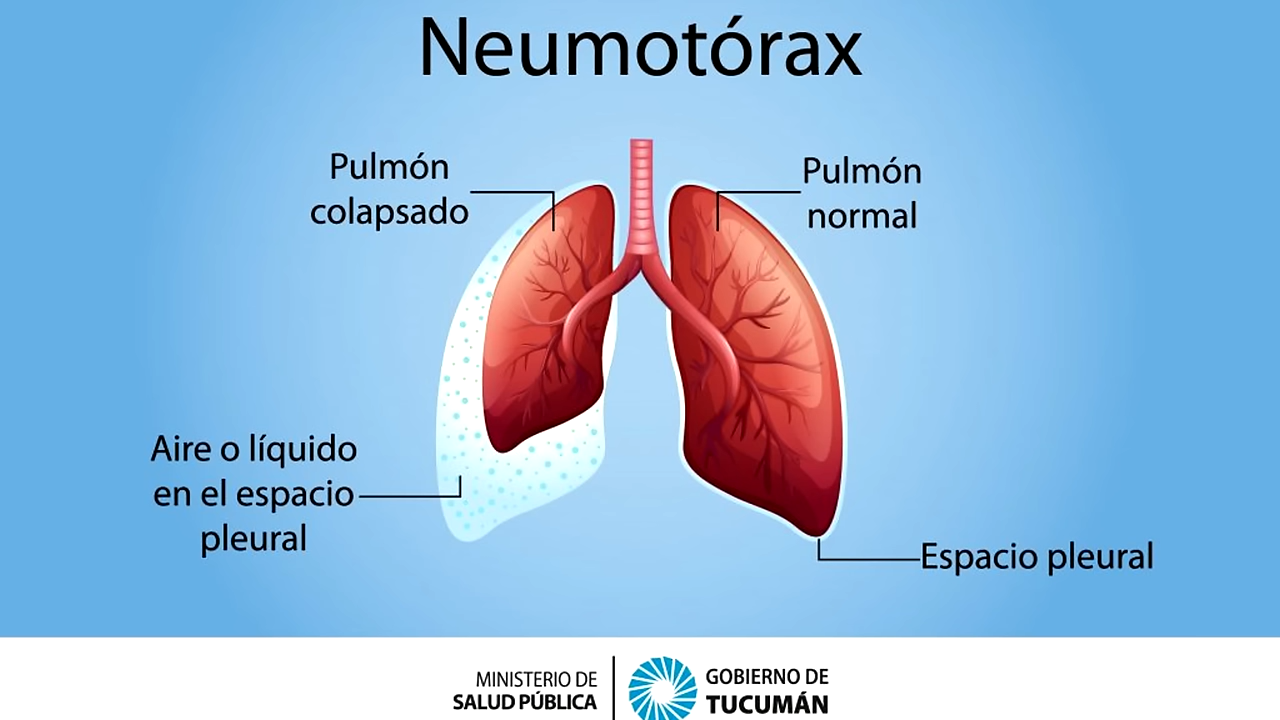 Neumotórax
Pulmón
colapsado
Pulmón
normal
Aire o líquido
en el espacio
pleural
Espacio pleural
MINISTERIO DE
SALUD PÚBLICA
GOBIERNO DE
TUCUMÁN